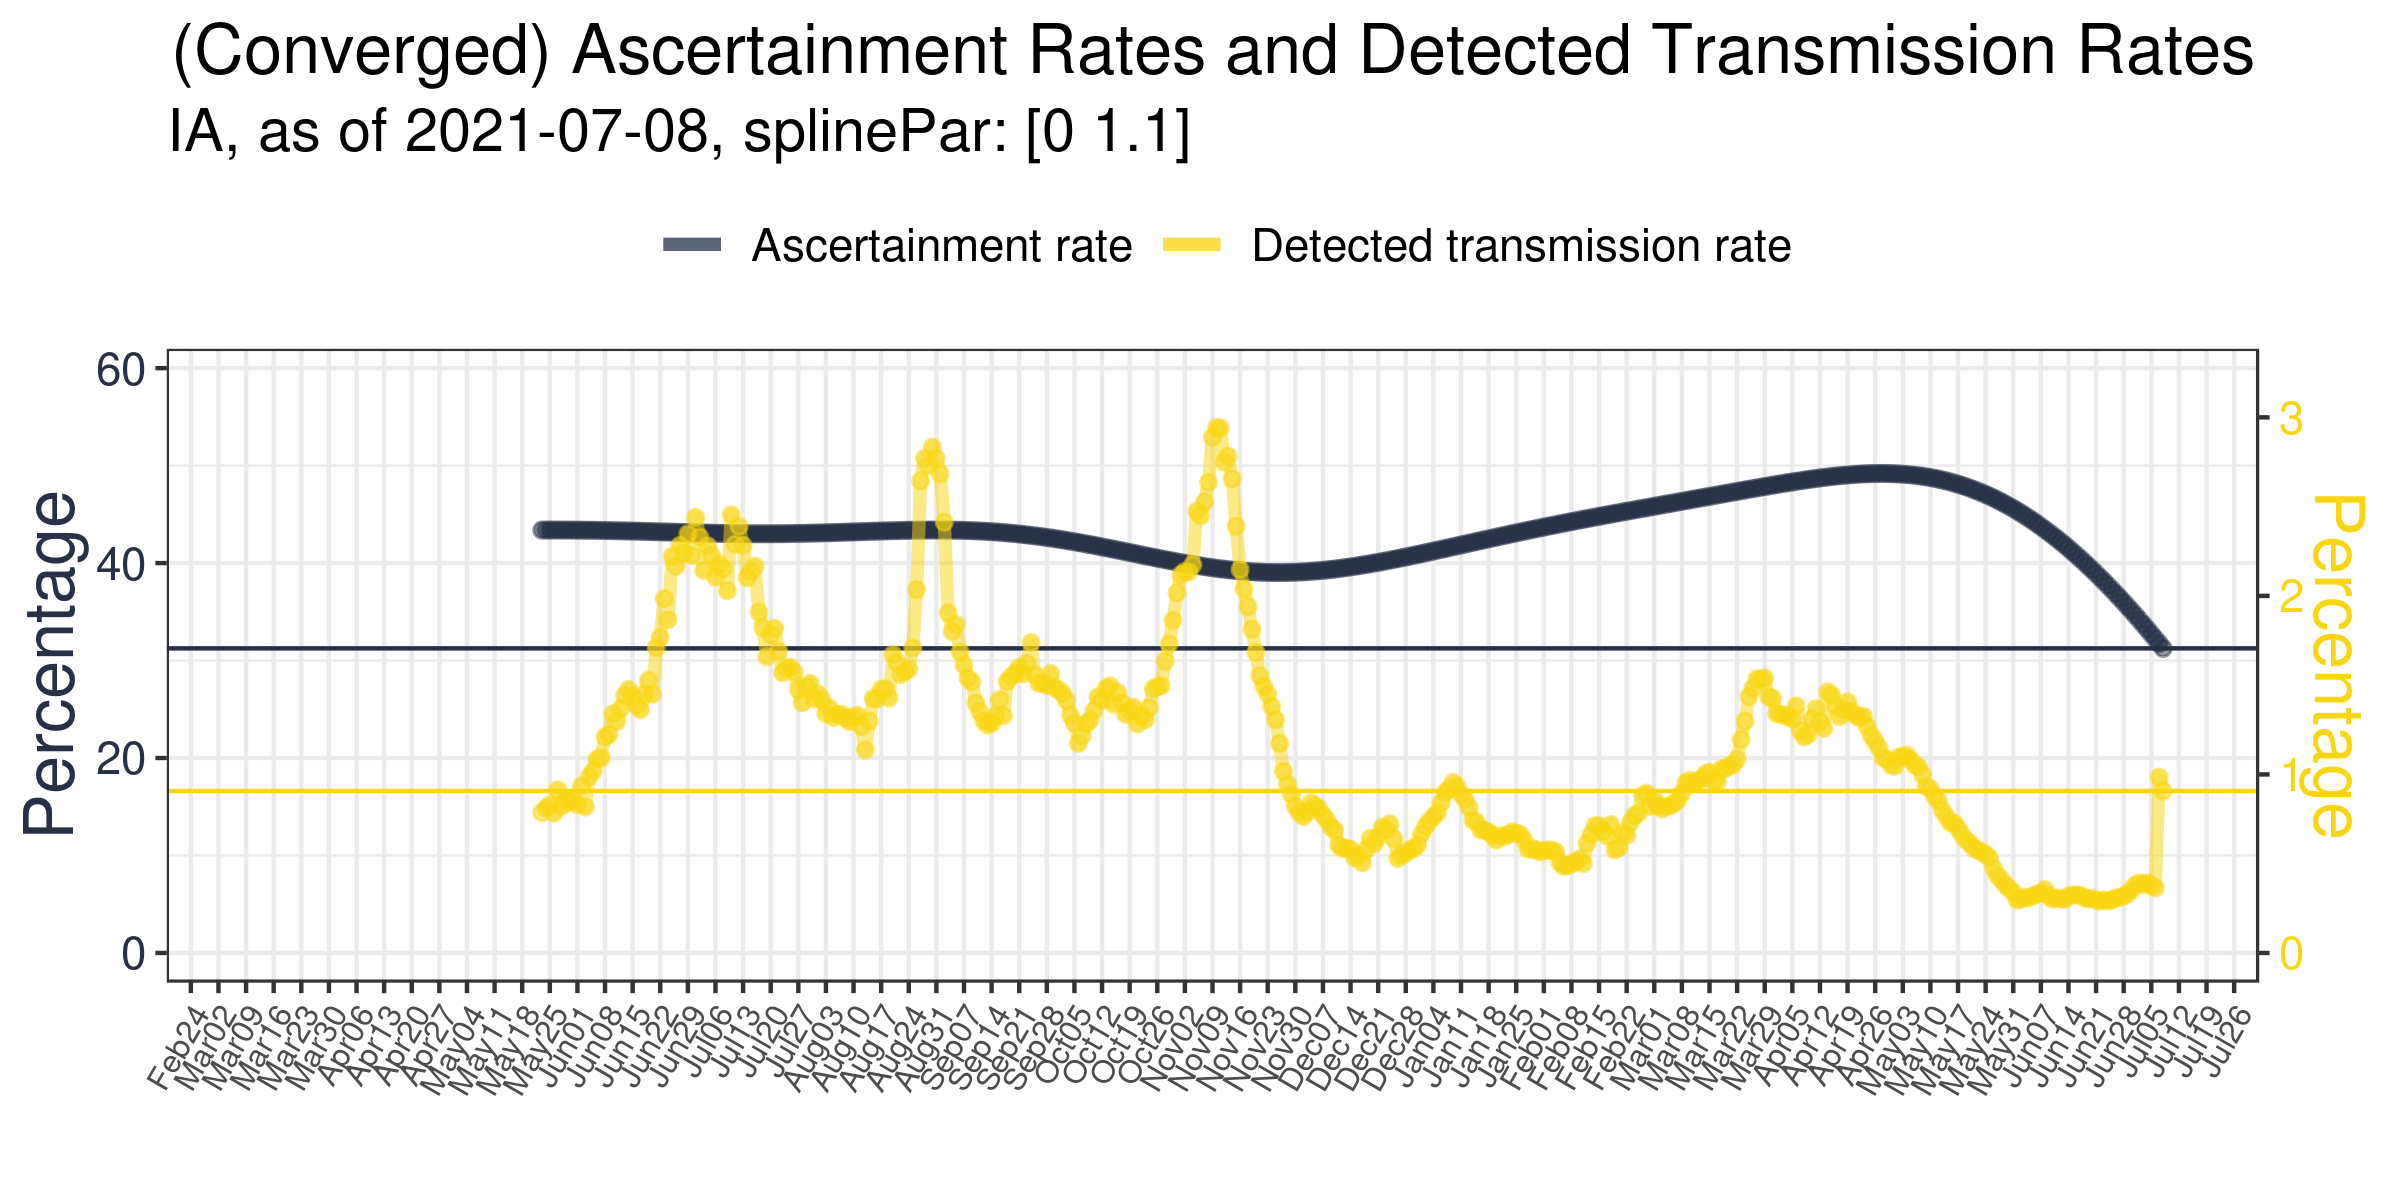 (Converged) Ascertainment Rates and Detected Transmission Rates
IA, as of 2021-07-08, splinePar: [0 1.1]
Ascertainment rate
Detected transmission rate
Percentage
60
40
20
0
3
2
1
0
Percentage
Feb24
Mar02
Mar09
Mar16
Mar23
Mar30
Apr06
Apr13
Apr20
Apr27
May04
May11
May18
May25
Jun01
Jun08
Jun15
Jun22
Jun29
Jul06
Jul13
Jul20
Jul27
Aug03
Aug10
Aug17
Aug24
Aug31
Sep07
Sep14
Sep21
Sep28
Oct05
Oct12
Oct19
Oct26
Nov02
Nov09
Nov16
Nov23
Nov30
Dec07
Dec14
Dec21
Dec28
Jan04
Jan11
Jan18
Jan25
Feb01
Feb08
Feb15
Feb22
Mar01
Mar08
Mar15
Mar22
Mar29
Apr05
Apr12
Apr19
Apr26
May03
May10
May17
May24
May31
Jun07
Jun14
Jun21
Jun28
Jul05
Jul12
Jul19
Jul26